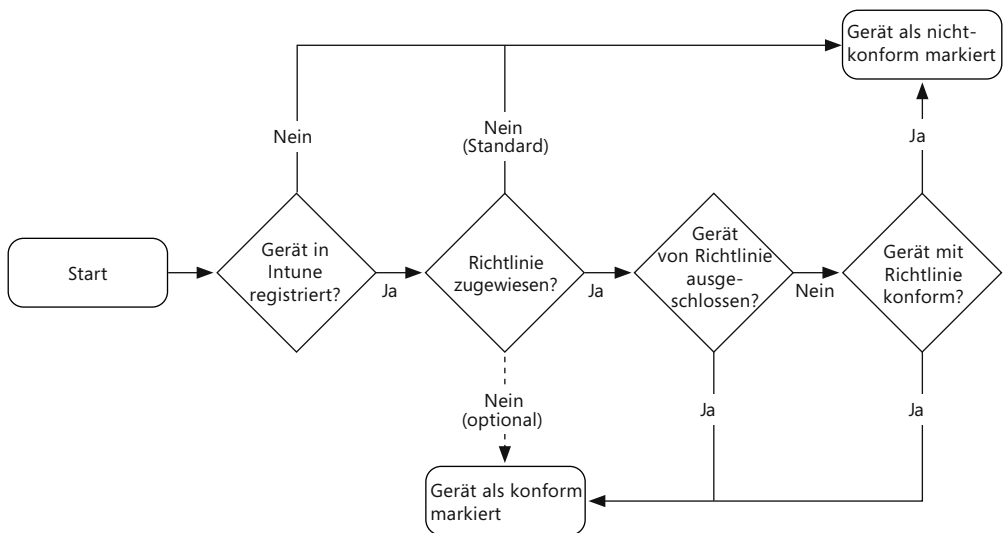 Gerät als nicht-
konform markiert
Nein
Nein
(Standard)
Ja
Start
Gerät in
Intune
registriert?
Ja
Richtlinie
zugewiesen?
Ja
Gerät
von Richtlinie
ausge-
schlossen?
Nein
Gerät mit
Richtlinie
konform?
Nein
(optional)
Ja
Ja
Gerät als konform
markiert